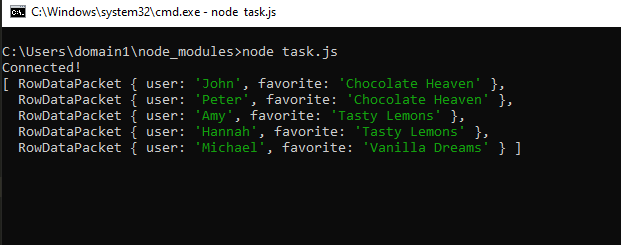 C:\Windows\system32\cmd.exe - node task.js
C:\Users\domain1\node_modules>node task.js
Connected!
[ RowDataPacket { user: 'John', favorite: 'Chocolate Heaven' },
  RowDataPacket { user: 'Peter', favorite: 'Chocolate Heaven' },
  RowDataPacket { user: 'Amy', favorite: 'Tasty Lemons' },
  RowDataPacket { user: 'Hannah', favorite: 'Tasty Lemons' },
  RowDataPacket { user: 'Michael', favorite: 'Vanilla Dreams' } ]